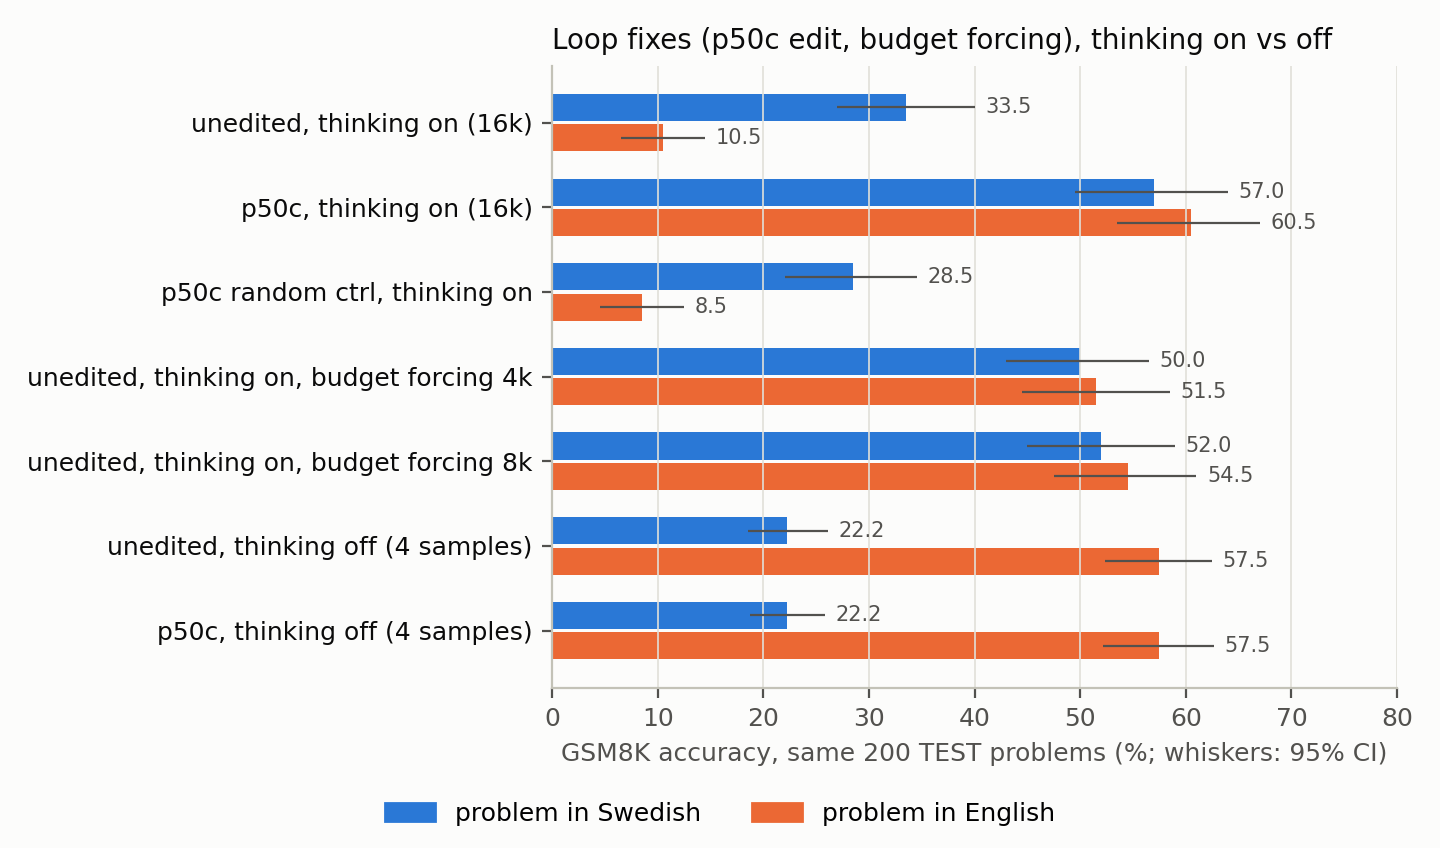 Loop fixes (p50c edit, budget forcing), thinking on vs off
unedited, thinking on (16k)
33.5
10.5
p50c, thinking on (16k)
57.0
60.5
p50c random ctrl, thinking on
28.5
8.5
unedited, thinking on, budget forcing 4k
50.0
51.5
unedited, thinking on, budget forcing 8k
52.0
54.5
unedited, thinking off (4 samples)
22.2
57.5
p50c, thinking off (4 samples)
22.2
57.5
0 10 20 30 40 50 60 70 80
GSM8K accuracy, same 200 TEST problems (%; whiskers: 95% CI)
problem in Swedish problem in English